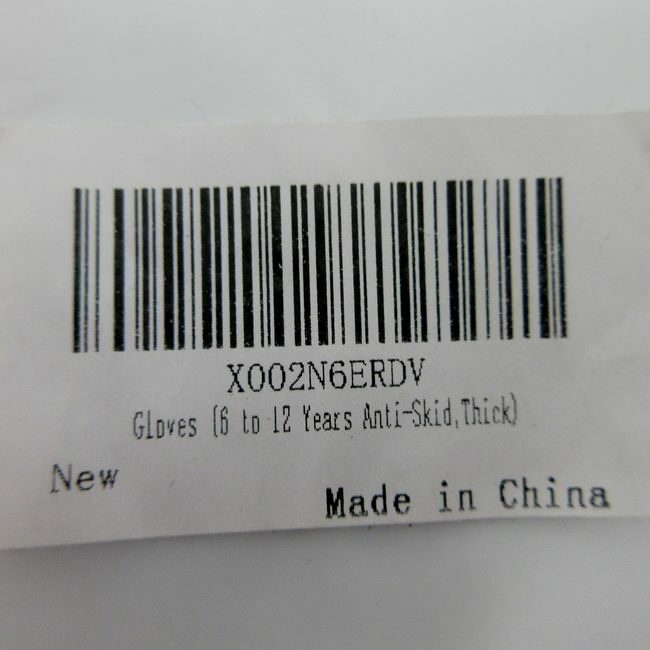 X002N6ERDV
Gloves (6 to 12 Years Anti-Skid,Thick)
New
Made in China